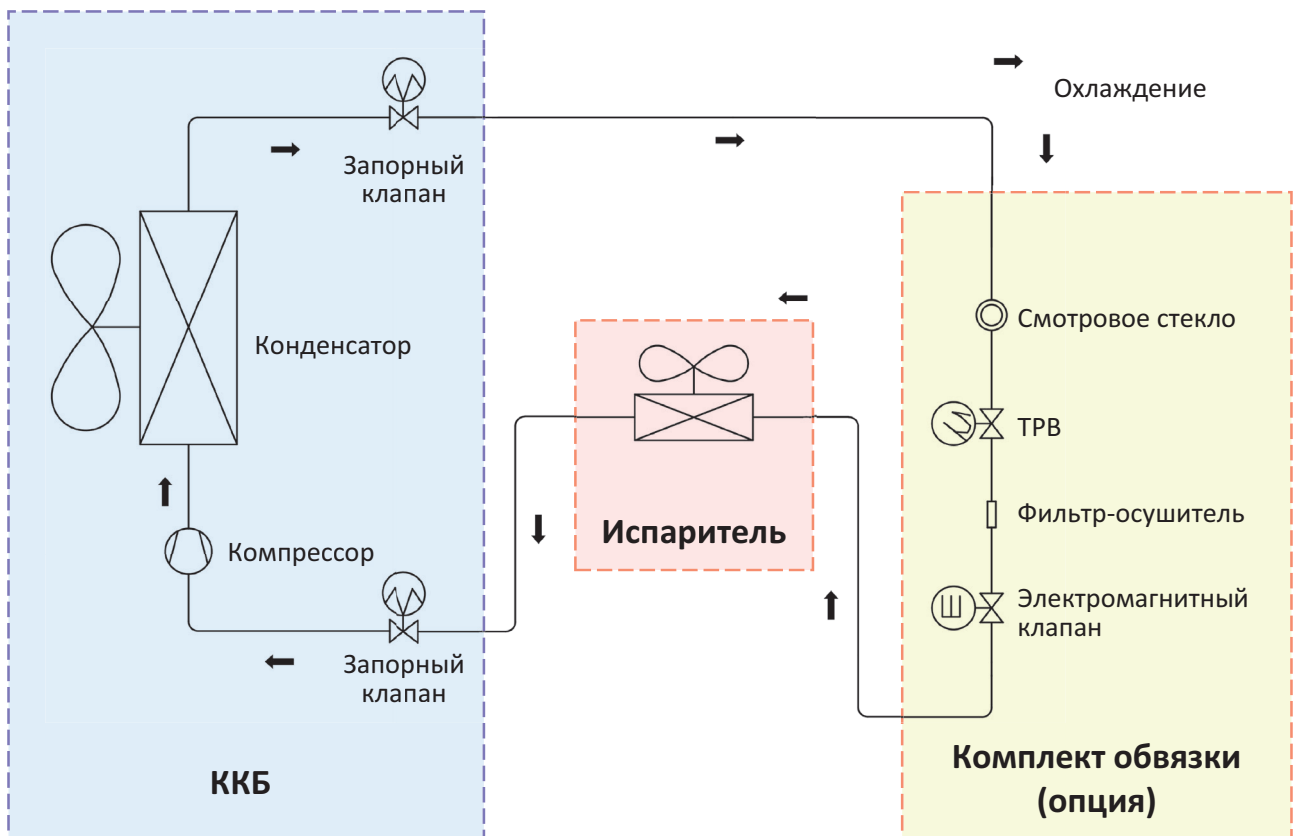 Охлаждение
Запорный
клапан
Конденсатор
Смотровое стекло
ТРВ
Фильтр-осушитель
Испаритель
Компрессор
Электромагнитный
клапан
Запорный
клапан
ККБ
Комплект обвязки
(опция)